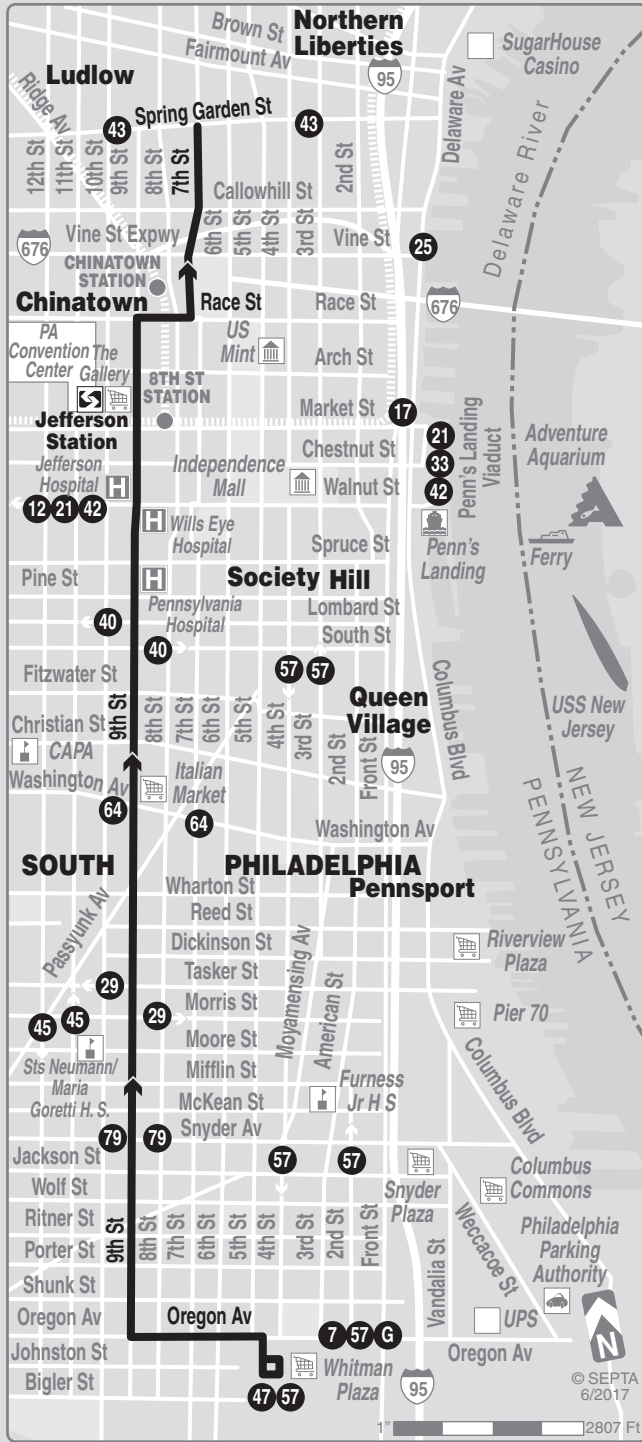 Brown St
Fairmount Av
Northern
Liberties
95
SugarHouse
Casino
Ludlow
Ridge Av
Spring Garden St
43
43
Delaware Av
Delaware River
12th St
11th St
10th St
9th St
8th St
7th St
2nd St
Callowhill St
6th St
5th St
4th St
3rd St
676
Vine St Expwy
Vine St
25
CHINATOWN
STATION
676
Chinatown
Race St
Race St
PA
Convention
Center
The
Gallery
US
Mint
Arch St
8TH ST
STATION
Market St
17
Jefferson
Station
Chestnut St
21
33
42
Penn's Landing
Viaduct
Adventure
Aquarium
Jefferson
Hospital
H
Independence
Mall
Walnut St
12 21 42
H
Wills Eye
Hospital
Spruce St
Penn's
Landing
Ferry
Pine St
H
Society Hill
Pennsylvania
Hospital
Lombard St
40
South St
40
57 57
Fitzwater St
Queen
Village
Columbus Blvd
USS New
Jersey
9th St
8th St
7th St
6th St
5th St
4th St
3rd St
2nd St
Front St
Christian St
CAPA
95
Washington Av
Italian
Market
64
64
Washington Av
NEW JERSEY
PENNSYLVANIA
SOUTH
PHILADELPHIA
Pennsport
Wharton St
Passyunk Av
Reed St
Dickinson St
Riverview
Plaza
Tasker St
29
Moyamensing Av
American St
Morris St
29
45
45
Pier 70
Moore St
Sts Neumann/
Maria
Goretti H. S.
Mifflin St
Furness
Jr H S
Columbus Blvd
McKean St
79
79
Snyder Av
57
57
Jackson St
Wolf St
Snyder
Plaza
Columbus
Commons
Ritner St
Porter St
9th St
8th St
7th St
6th St
5th St
4th St
3rd St
2nd St
Front St
Vandalia St
Weccacoe St
Philadelphia
Parking
Authority
Shunk St
Oregon Av
Oregon Av
7 57 G
UPS
N
Johnston St
Oregon Av
Whitman
Plaza
Bigler St
47 57
95
© SEPTA
6/2017
1"
2807 Ft